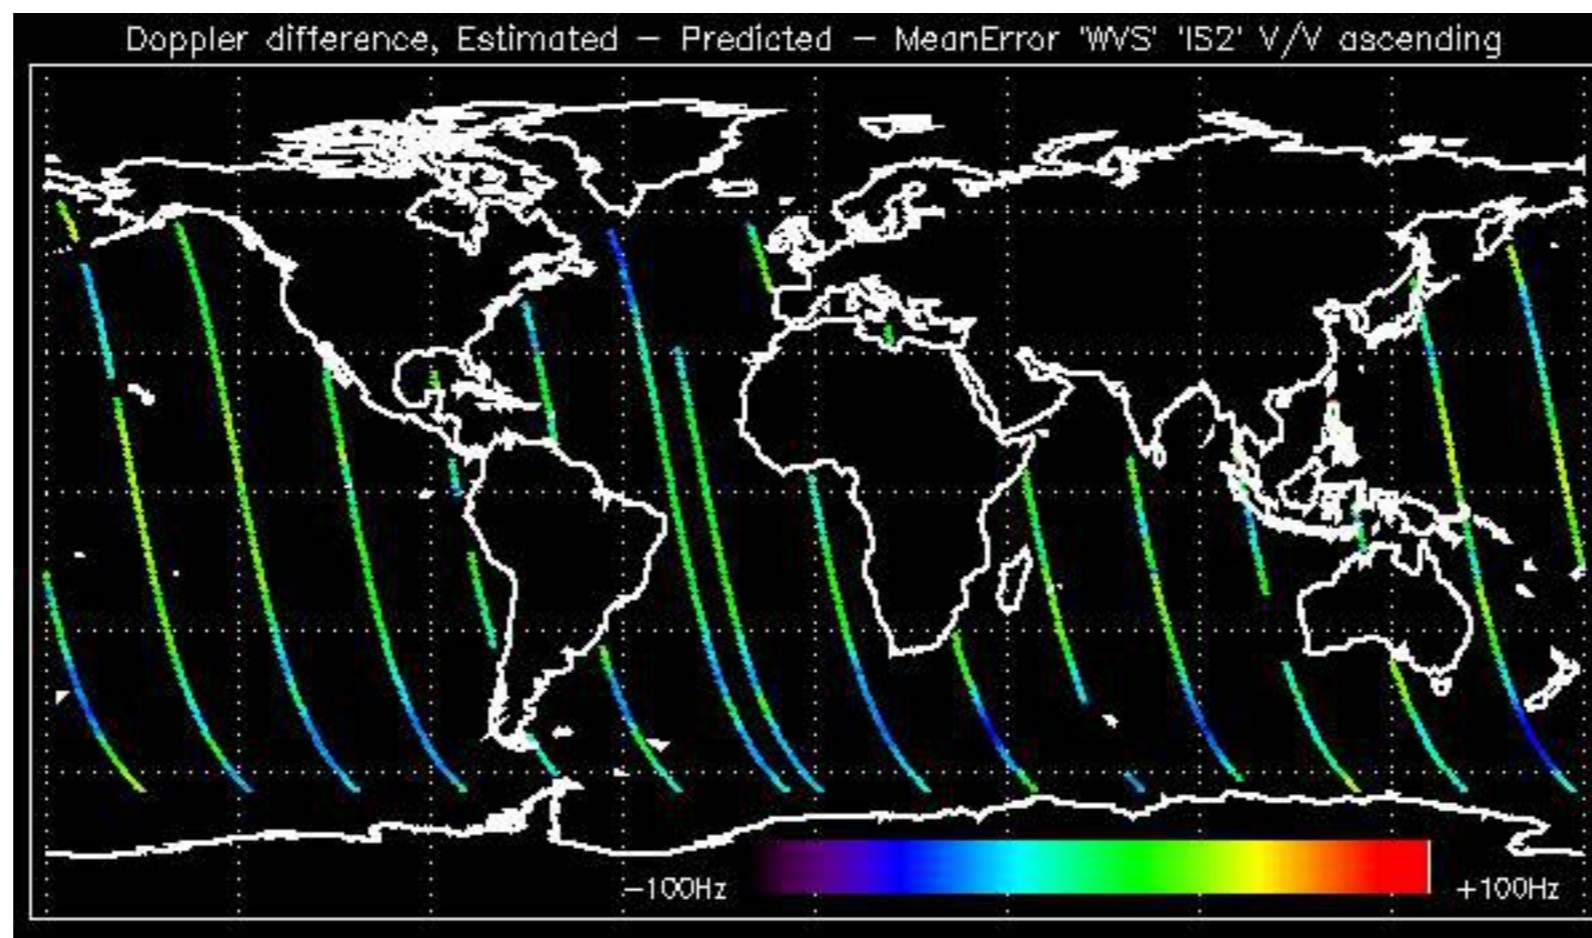 Doppler difference, Estimated – Predicted – MeanError 'WVS' 'IS2' V/V ascending
−100Hz +100Hz